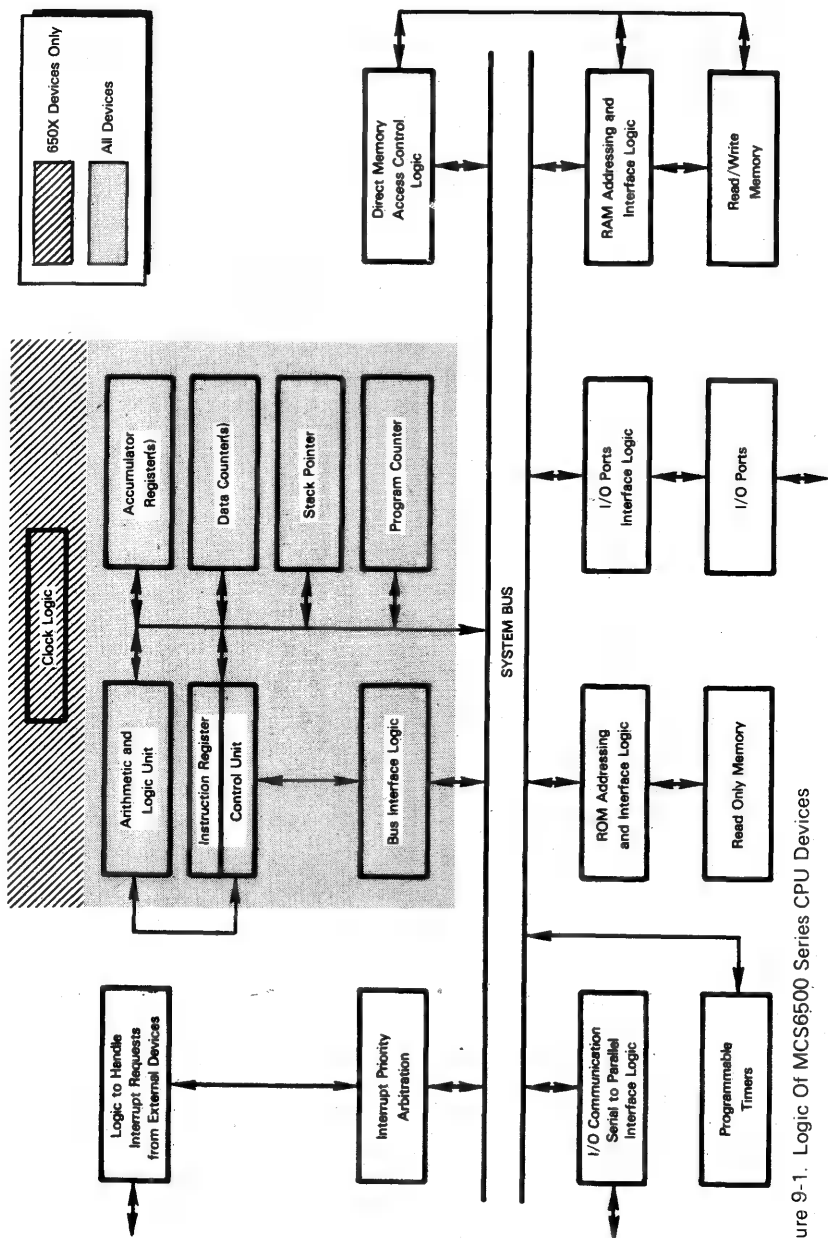 650X Devices Only
All Devices
Clock Logic
Logic to Handle
Interrupt Requests
from External Devices
Arithmetic and
Logic Unit
Accumulator
Register(s)
Instruction Register
Control Unit
Data Counter(s)
Stack Pointer
Interrupt Priority
Arbitration
Bus Interface Logic
Program Counter
Direct Memory
Access Control
Logic
SYSTEM BUS
I/O Communication
Serial to Parallel
Interface Logic
ROM Addressing
and Interface Logic
I/O Ports
Interface Logic
RAM Addressing and
Interface Logic
Programmable
Timers
Read Only Memory
I/O Ports
Read/Write
Memory
ure 9-1. Logic Of MCS6500 Series CPU Devices